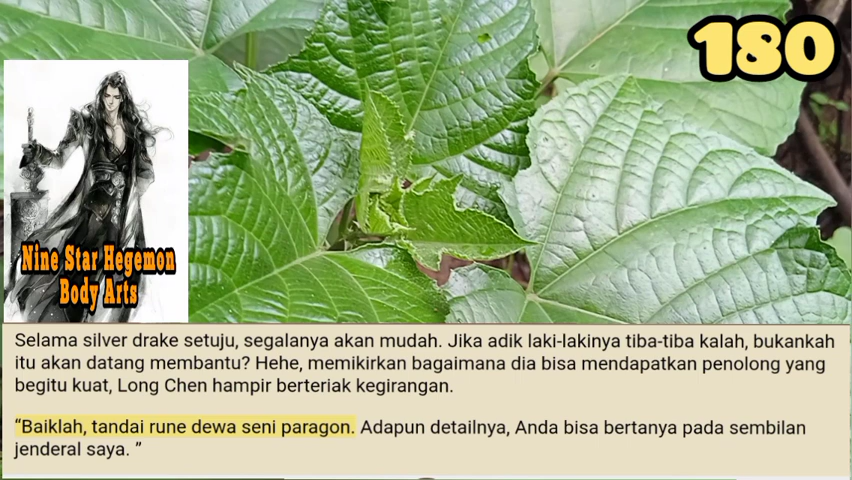 180
Nine Star Hegemon
Body Arts
Selama silver drake setuju, segalanya akan mudah. Jika adik laki-lakinya tiba-tiba kalah, bukankah
itu akan datang membantu? Hehe, memikirkan bagaimana dia bisa mendapatkan penolong yang
begitu kuat, Long Chen hampir berteriak kegirangan.
“Baiklah, tandai rune dewa seni paragon. Adapun detailnya, Anda bisa bertanya pada sembilan
jenderal saya. ”